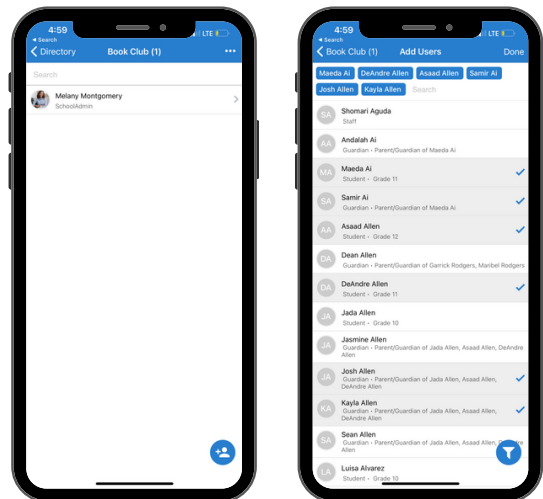 4:59
LTE
Search
Directory
Book Club (1)
Search
Melany Montgomery
SchoolAdmin
4:59
LTE
Search
Book Club (1)
Add Users
Done
Maeda Ai
DeAndre Allen
Asaad Allen
Samir Ai
Josh Allen
Kayla Allen
Search
SA
Shomari Aguda
Staff
AA
Andalah Ai
Guardian • Parent/Guardian of Maeda Ai
MA
Maeda Ai
Student • Grade 11
SA
Samir Ai
Guardian • Parent/Guardian of Maeda Ai
AA
Asaad Allen
Student • Grade 12
DA
Dean Allen
Guardian • Parent/Guardian of Garrick Rodgers, Maribel Rodgers
DA
DeAndre Allen
Student • Grade 11
JA
Jada Allen
Student • Grade 10
JA
Jasmine Allen
Guardian • Parent/Guardian of Jada Allen, Asaad Allen, DeAndre
Allen
JA
Josh Allen
Guardian • Parent/Guardian of Jada Allen, Asaad Allen,
DeAndre Allen
KA
Kayla Allen
Guardian • Parent/Guardian of Jada Allen, Asaad Allen,
DeAndre Allen
SA
Sean Allen
Guardian • Parent/Guardian of Jada Allen, Asaad Allen,
Allen
LA
Luisa Alvarez
Student • Grade 10